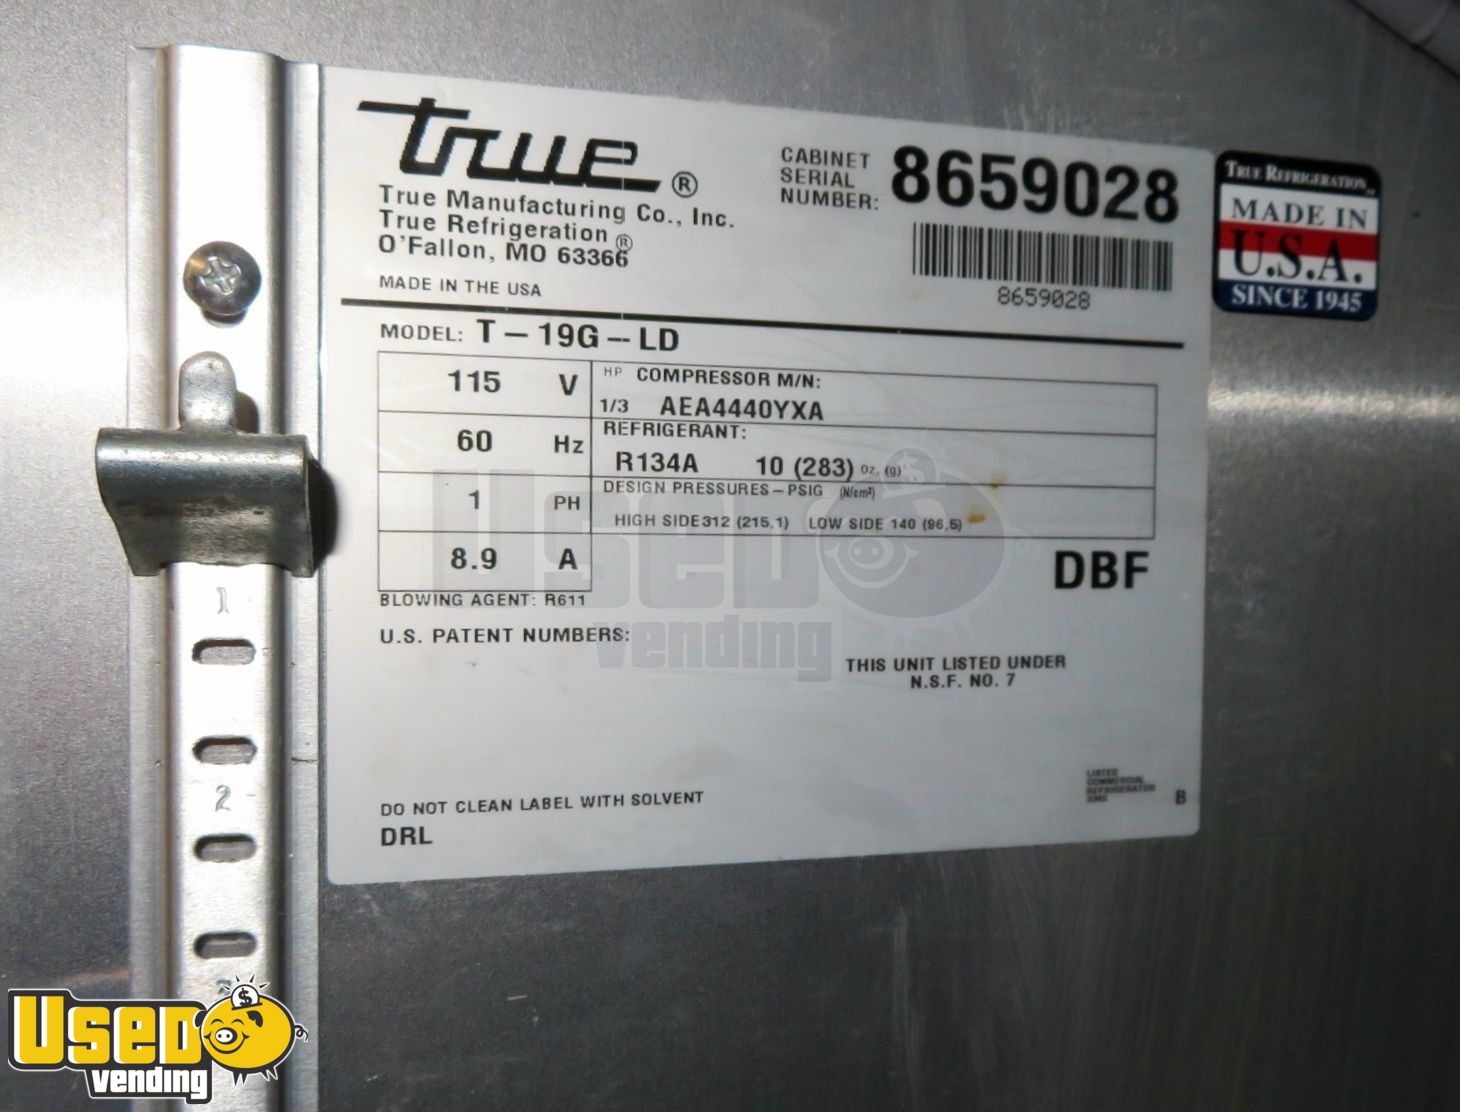 true®
True Manufacturing Co., Inc.
True Refrigeration®
O'Fallon, MO 63366
MADE IN THE USA
CABINET
SERIAL
NUMBER: 8659028
8659028
TRUE REFRIGERATION
MADE IN
U.S.A.
SINCE 1945
MODEL: T-19G-LD
115 V
60 Hz
1 PH
8.9 A
HP COMPRESSOR M/N:
1/3 AEA4440YXA
REFRIGERANT:
R134A 10 (283) oz. (g)
DESIGN PRESSURES-PSIG (N/cm²)
HIGH SIDE 312 (215,1) LOW SIDE 140 (96,5)
DBF
BLOWING AGENT: R611
U.S. PATENT NUMBERS:
THIS UNIT LISTED UNDER
N.S.F. NO. 7
DO NOT CLEAN LABEL WITH SOLVENT
DRL
LISTED
COMMERCIAL
REFRIGERATOR
B
1
2
3
USED
vending
USED
vending